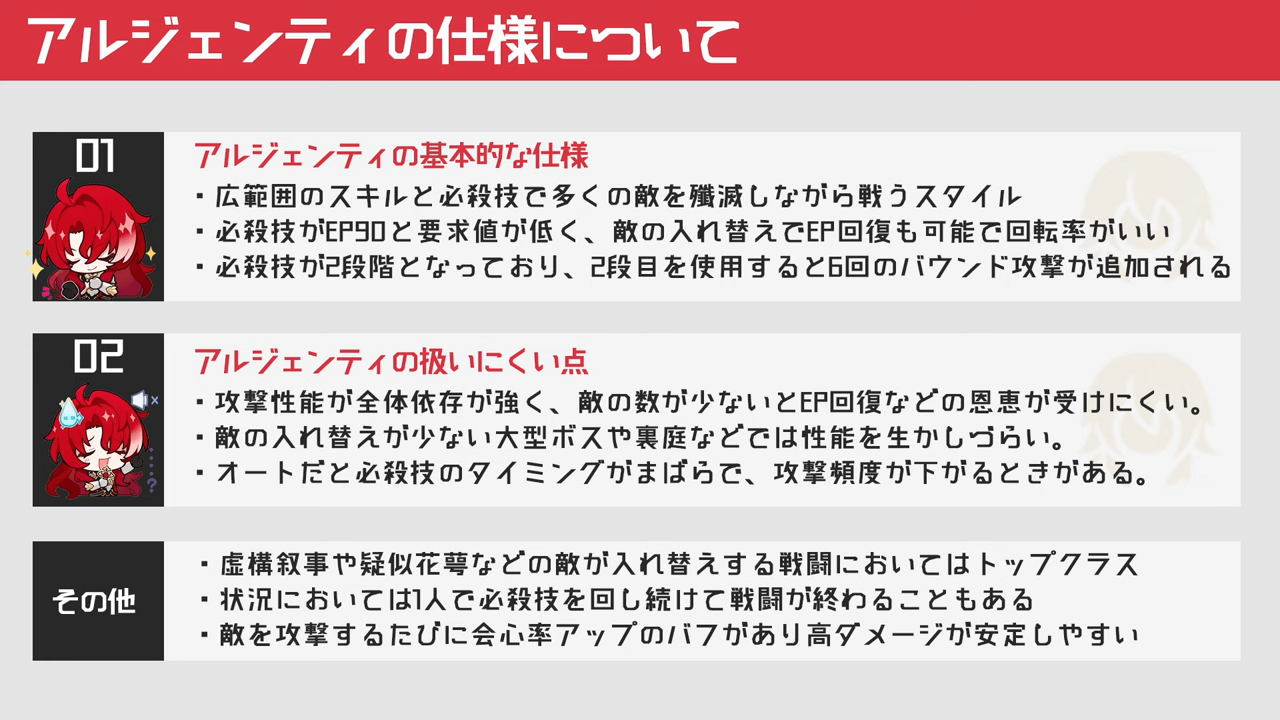 アルジェンティの仕様について
01
アルジェンティの基本的な仕様
・広範囲のスキルと必殺技で多くの敵を殲滅しながら戦うスタイル
・必殺技がEP90と要求値が低く、敵の入れ替えでEP回復も可能で回転率がいい
・必殺技が2段階となっており、2段目を使用すると6回のバウンド攻撃が追加される
02
アルジェンティの扱いにくい点
・攻撃性能が全体依存が強く、敵の数が少ないとEP回復などの恩恵が受けにくい。
・敵の入れ替えが少ない大型ボスや裏庭などでは性能を生かしづらい。
・オートだと必殺技のタイミングがまばらで、攻撃頻度が下がるときがある。
その他
・虚構叙事や疑似花萼などの敵が入れ替えする戦闘においてはトップクラス
・状況においては1人で必殺技を回し続けて戦闘が終わることもある
・敵を攻撃するたびに会心率アップのバフがあり高ダメージが安定しやすい